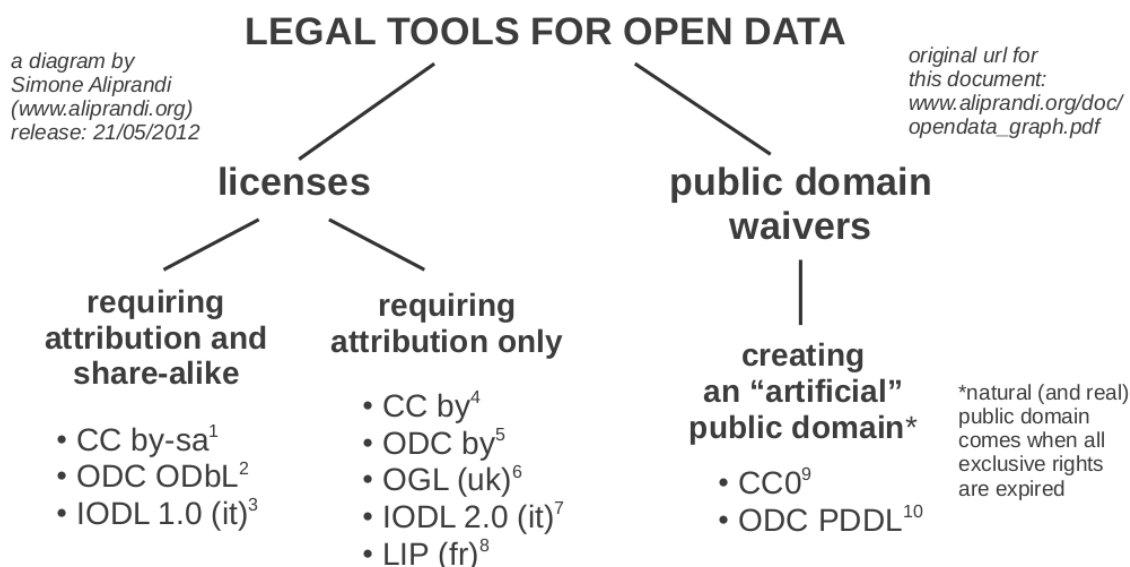 LEGAL TOOLS FOR OPEN DATA
a diagram by
Simone Aliprandi
(www.aliprandi.org)
release: 21/05/2012
original url for
this document:
www.aliprandi.org/doc/
opendata_graph.pdf
licenses
requiring
attribution and
share-alike
• CC by-sa¹
• ODC ODbL²
• IODL 1.0 (it)³
requiring
attribution only
• CC by⁴
• ODC by⁵
• OGL (uk)⁶
• IODL 2.0 (it)⁷
• LIP (fr)⁸
public domain
waivers
creating
an “artificial”
public domain*
• CC0⁹
• ODC PDDL¹⁰
*natural (and real)
public domain
comes when all
exclusive rights
are expired